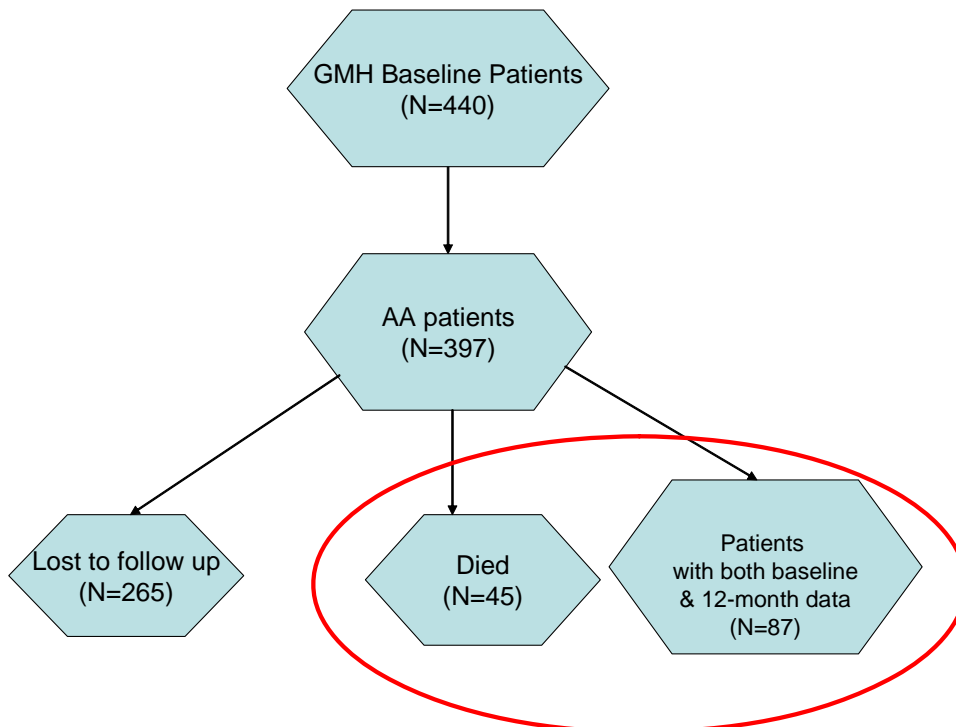 GMH Baseline Patients
(N=440)
AA patients
(N=397)
Lost to follow up
(N=265)
Died
(N=45)
Patients
with both baseline
& 12-month data
(N=87)